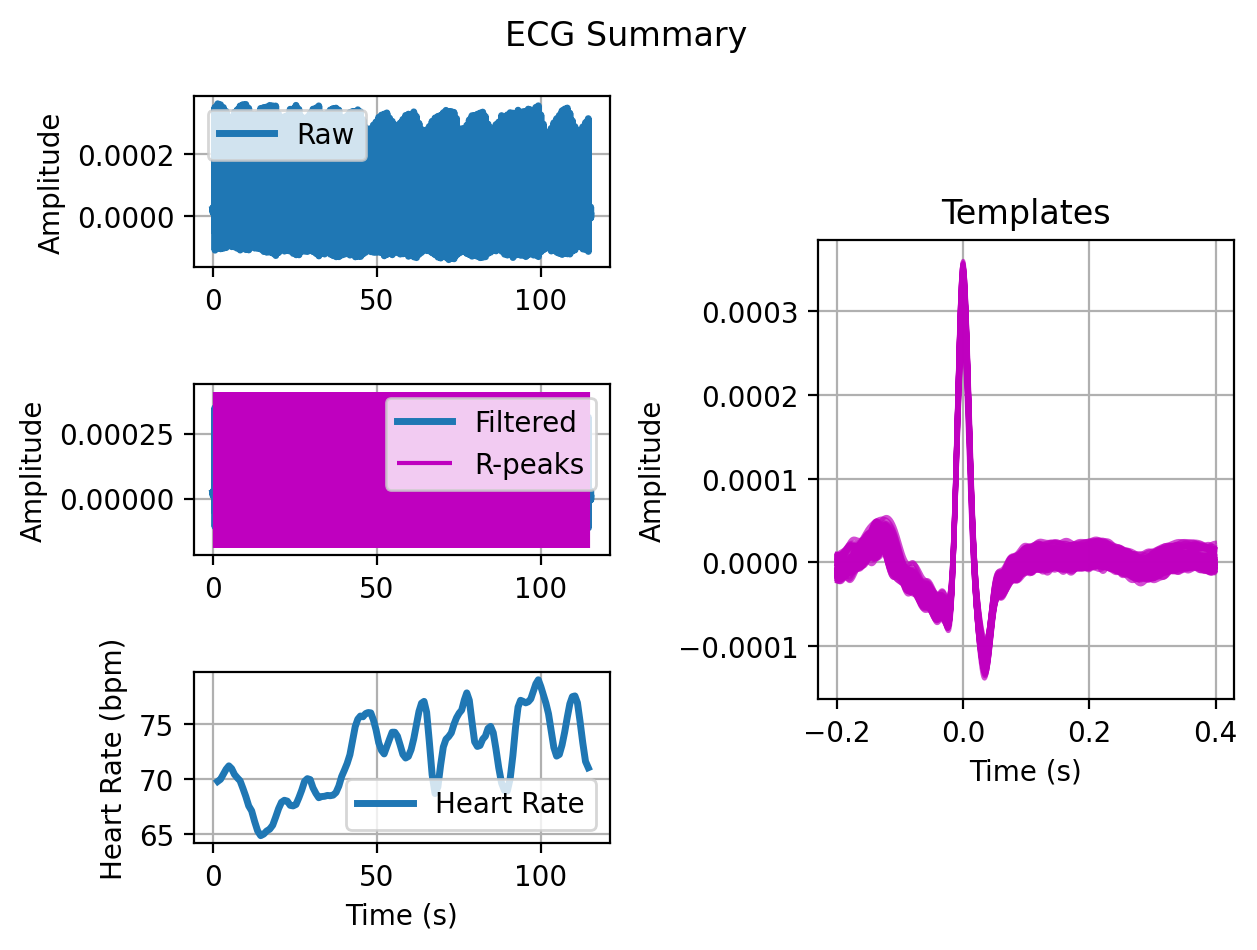 ECG Summary
Amplitude
0.0002
0.0000
Raw
0 50 100
Amplitude
0.00025
0.00000
Filtered
R-peaks
0 50 100
Heart Rate (bpm)
75
70
65
Heart Rate
0 50 100
Time (s)
Templates
Amplitude
0.0003
0.0002
0.0001
0.0000
−0.0001
−0.2 0.0 0.2 0.4
Time (s)